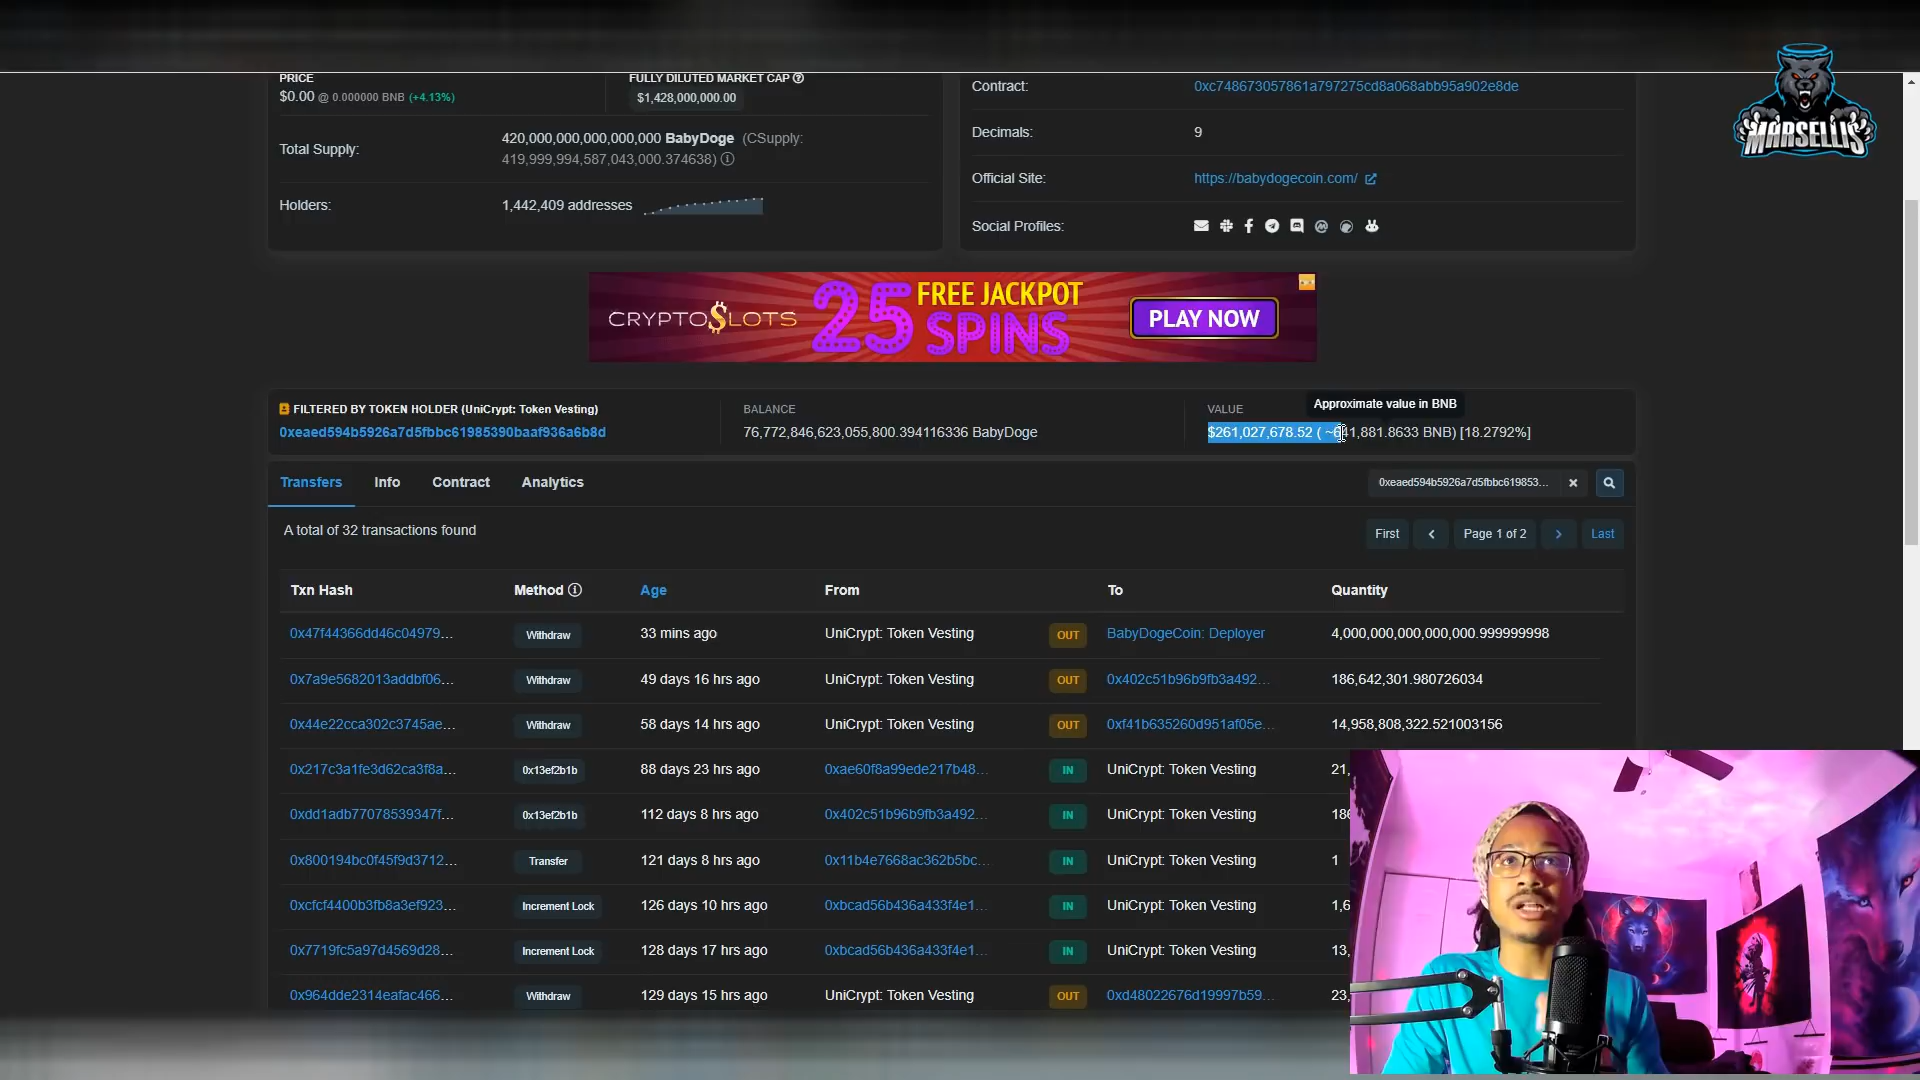 MARSELLIS
PRICE
$0.00 @ 0.000000 BNB (+4.13%)
FULLY DILUTED MARKET CAP
$1,428,000,000.00
Total Supply:
420,000,000,000,000,000 BabyDoge (CSupply:
419,999,994,587,043,000.374638)
Holders:
1,442,409 addresses
Contract:
0xc748673057861a797275cd8a068abb95a902e8de
Decimals:
9
Official Site:
https://babydogecoin.com/
Social Profiles:
CRYPTO$LOTS
25 FREE JACKPOT
SPINS
PLAY NOW
FILTERED BY TOKEN HOLDER (UniCrypt: Token Vesting)
0xeaed594b5926a7d5fbbc61985390baaf936a6b8d
BALANCE
76,772,846,623,055,800.394116336 BabyDoge
VALUE
Approximate value in BNB
$261,027,678.52 ( ~641,881.8633 BNB) [18.2792%]
Transfers
Info
Contract
Analytics
0xeaed594b5926a7d5fbbc619853...
A total of 32 transactions found
First
Page 1 of 2
Last
Txn Hash
Method
Age
From
To
Quantity
0x47f44366dd46c04979... Withdraw 33 mins ago UniCrypt: Token Vesting OUT BabyDogeCoin: Deployer 4,000,000,000,000,000.999999998
0x7a9e5682013addbf06... Withdraw 49 days 16 hrs ago UniCrypt: Token Vesting OUT 0x402c51b96b9fb3a492... 186,642,301.980726034
0x44e22cca302c3745ae... Withdraw 58 days 14 hrs ago UniCrypt: Token Vesting OUT 0xf41b635260d951af05e... 14,958,808,322.521003156
0x217c3a1fe3d62ca3f8a... 0x13ef2b1b 88 days 23 hrs ago 0xae60f8a99ede217b48... IN UniCrypt: Token Vesting 21,
0xdd1adb77078539347f... 0x13ef2b1b 112 days 8 hrs ago 0x402c51b96b9fb3a492... IN UniCrypt: Token Vesting
0x800194bc0f45f9d3712... Transfer 121 days 8 hrs ago 0x11b4e7668ac362b5bc... IN UniCrypt: Token Vesting 1
0xcfcf4400b3fb8a3ef923... Increment Lock 126 days 10 hrs ago 0xbcad56b436a433f4e1... IN UniCrypt: Token Vesting 1,6
0x7719fc5a97d4569d28... Increment Lock 128 days 17 hrs ago 0xbcad56b436a433f4e1... IN UniCrypt: Token Vesting 13,
0x964dde2314eafac466... Withdraw 129 days 15 hrs ago UniCrypt: Token Vesting OUT 0xd48022676d19997b59... 23,